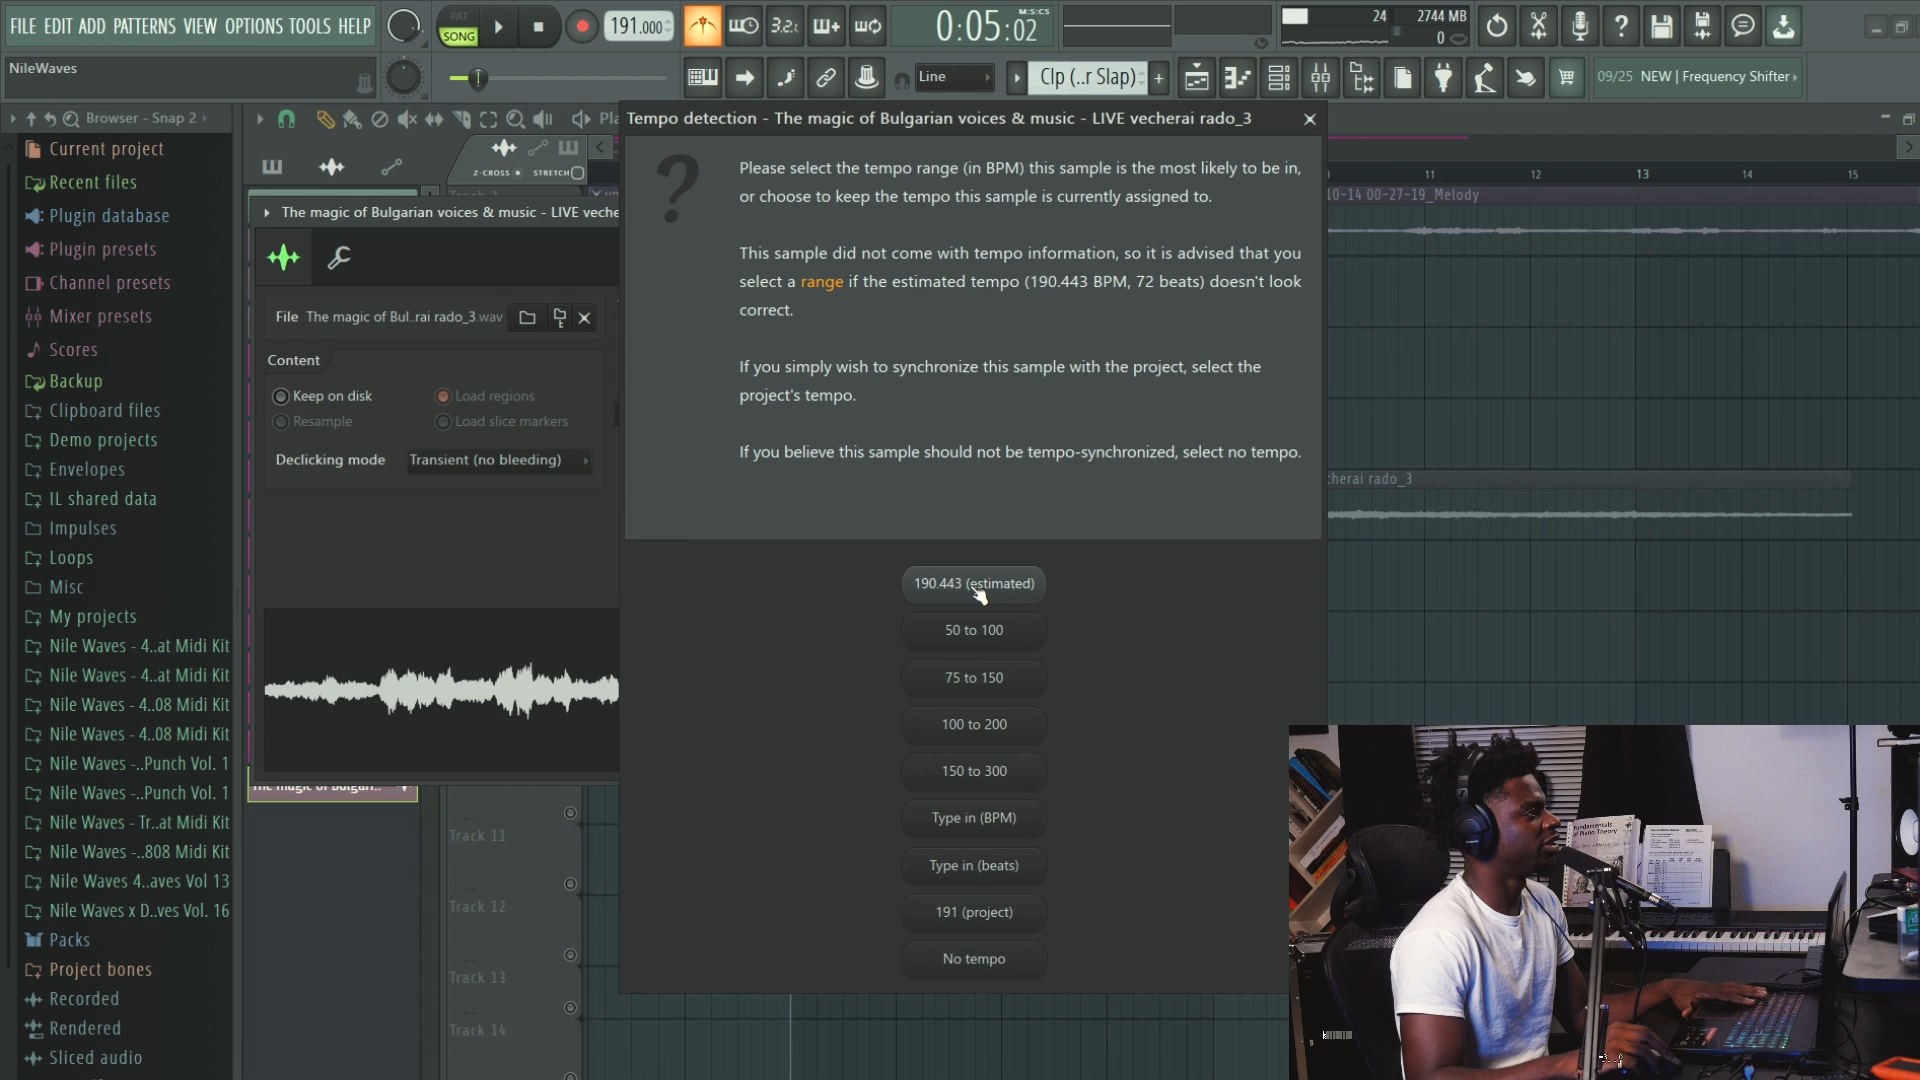 FILE EDIT ADD PATTERNS VIEW OPTIONS TOOLS HELP
NileWaves
PAT
SONG
191.000
3.2.
0:05:02
M:S:CS
24
2744 MB
0
Line
Clp (..r Slap)
09/25 NEW | Frequency Shifter
Browser - Snap 2
Current project
Recent files
Plugin database
Plugin presets
Channel presets
Mixer presets
Scores
Backup
Clipboard files
Demo projects
Envelopes
IL shared data
Impulses
Loops
Misc
My projects
Nile Waves - 4..at Midi Kit
Nile Waves - 4..at Midi Kit
Nile Waves - 4..08 Midi Kit
Nile Waves - 4..08 Midi Kit
Nile Waves -..Punch Vol. 1
Nile Waves -..Punch Vol. 1
Nile Waves - Tr..at Midi Kit
Nile Waves -..808 Midi Kit
Nile Waves 4..aves Vol 13
Nile Waves x D..ves Vol. 16
Packs
Project bones
Recorded
Rendered
Sliced audio
Z-CROSS
STRETCH
The magic of Bulgarian voices & music - LIVE veche
File The magic of Bul..rai rado_3.wav
Content
Keep on disk
Load regions
Resample
Load slice markers
Declicking mode
Transient (no bleeding)
Track 11
Track 12
Track 13
Track 14
Tempo detection - The magic of Bulgarian voices & music - LIVE vecherai rado_3
Please select the tempo range (in BPM) this sample is the most likely to be in,
or choose to keep the tempo this sample is currently assigned to.
This sample did not come with tempo information, so it is advised that you
select a range if the estimated tempo (190.443 BPM, 72 beats) doesn't look
correct.
If you simply wish to synchronize this sample with the project, select the
project's tempo.
If you believe this sample should not be tempo-synchronized, select no tempo.
190.443 (estimated)
50 to 100
75 to 150
100 to 200
150 to 300
Type in (BPM)
Type in (beats)
191 (project)
No tempo
11
12
13
14
15
0-14 00-27-19_Melody
cherai rado_3
Fundamentals
of Piano Theory